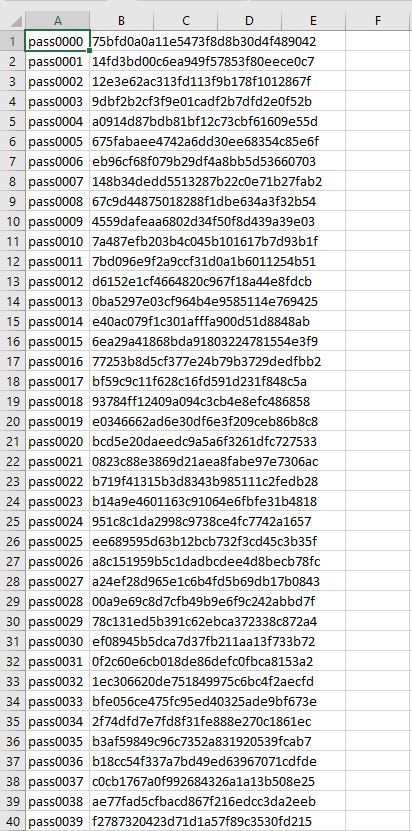 A B C D E F
1 pass0000 75bfd0a0a11e5473f8d8b30d4f489042
2 pass0001 14fd3bd00c6ea949f57853f80eece0c7
3 pass0002 12e3e62ac313fd113f9b178f1012867f
4 pass0003 9dbf2b2cf3f9e01cadf2b7dfd2e0f52b
5 pass0004 a0914d87bdb81bf12c73cbf61609e55d
6 pass0005 675fabaee4742a6dd30ee68354c85e6f
7 pass0006 eb96cf68f079b29df4a8bb5d53660703
8 pass0007 148b34dedd5513287b22c0e71b27fab2
9 pass0008 67c9d44875018288f1dbe634a3f32b54
10 pass0009 4559dafeaa6802d34f50f8d439a39e03
11 pass0010 7a487efb203b4c045b101617b7d93b1f
12 pass0011 7bd096e9f2a9ccf31d0a1b6011254b51
13 pass0012 d6152e1cf4664820c967f18a44e8fdcb
14 pass0013 0ba5297e03cf964b4e9585114e769425
15 pass0014 e40ac079f1c301afffa900d51d8848ab
16 pass0015 6ea29a41868bda9180322478​1554e3f9
17 pass0016 77253b8d5cf377e24b79b3729dedfbb2
18 pass0017 bf59c9c11f628c16fd591d231f848c5a
19 pass0018 93784ff12409a094c3cb4e8efc486858
20 pass0019 e0346662ad6e30df6e3f209ceb86b8c8
21 pass0020 bcd5e20daeedc9a5a6f3261dfc727533
22 pass0021 0823c88e3869d21aea8fabe97e7306ac
23 pass0022 b719f41315b3d8343b985111c2fedb28
24 pass0023 b14a9e4601163c91064e6fbfe31b4818
25 pass0024 951c8c1da2998c9738ce4fc7742a1657
26 pass0025 ee689595d63b12bcb732f3cd45c3b35f
27 pass0026 a8c151959b5c1dadbcdee4d8becb78fc
28 pass0027 a24ef28d965e1c6b4fd5b69db17b0843
29 pass0028 00a9e69c8d7cfb49b9e6f9c242abbd7f
30 pass0029 78c131ed5b391c62ebca372338c872a4
31 pass0030 ef08945b5dca7d37fb211aa13f733b72
32 pass0031 0f2c60e6cb018de86defc0fbca8153a2
33 pass0032 1ec306620de751849975c6bc4f2aecfd
34 pass0033 bfe056ce475fc95ed40325ade9bf673e
35 pass0034 2f74dfd7e7fd8f31fe888e270c1861ec
36 pass0035 b3af59849c96c7352a831920539fcab7
37 pass0036 b18cc54f337a7bd49ed63967071cdfde
38 pass0037 c0cb1767a0f992684326a1a13b508e25
39 pass0038 ae77fad5cfbacd867f216edcc3da2eeb
40 pass0039 f2787320423d71d1a57f89c3530fd215